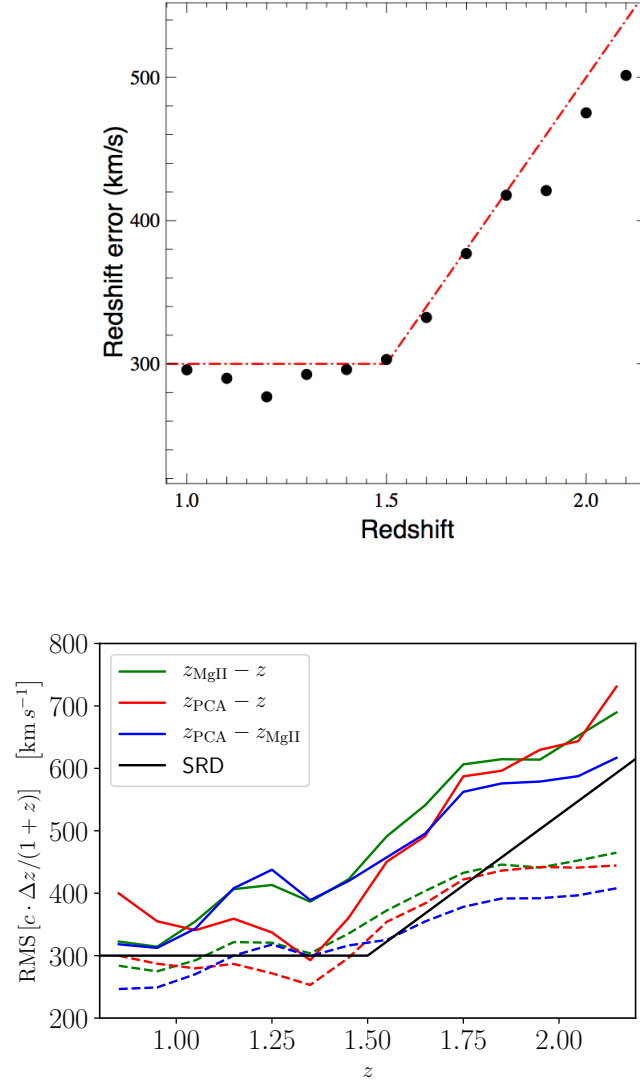 500
400
300
Redshift error (km/s)
1.0
1.5
2.0
Redshift
800
700
600
500
400
300
200
RMS [c · Δz/(1 + z)] [km s⁻¹]
z_MgII − z
z_PCA − z
z_PCA − z_MgII
SRD
1.00
1.25
1.50
1.75
2.00
z